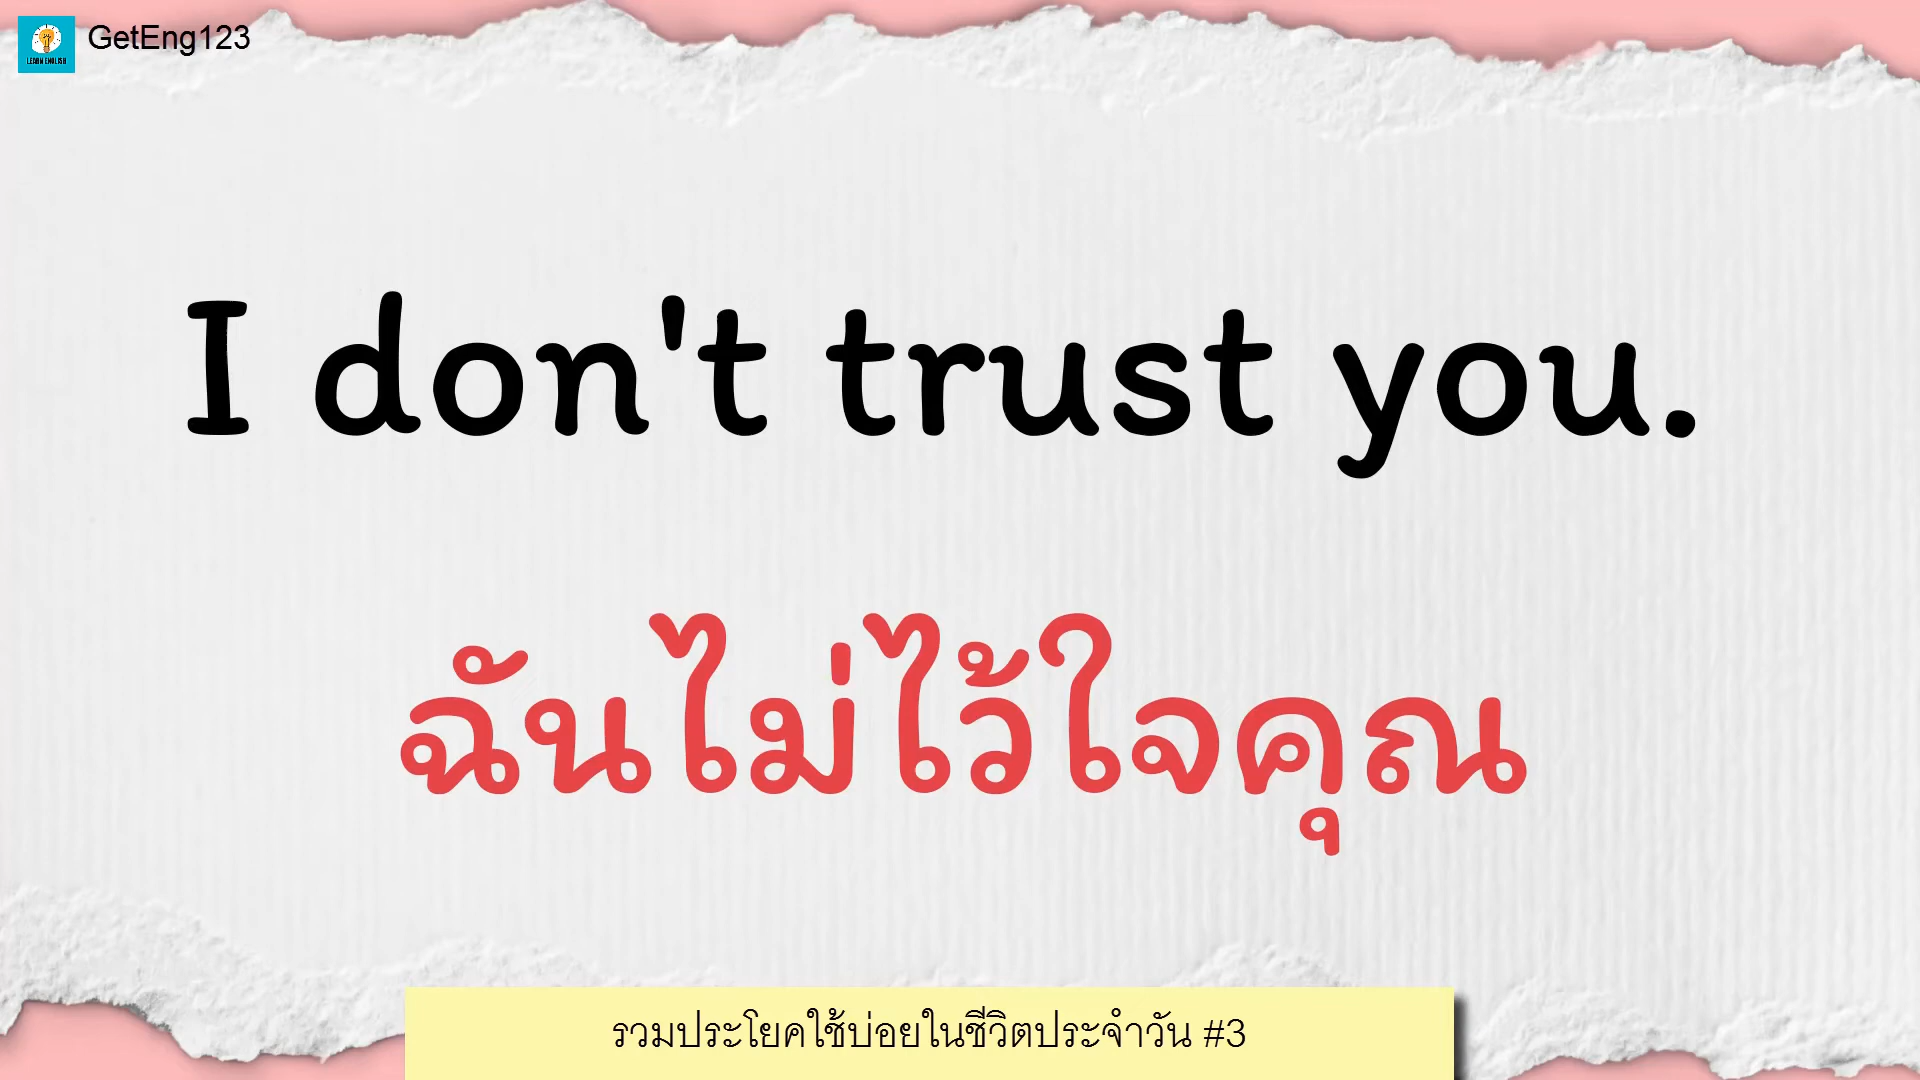 LEARN ENGLISH
GetEng123
I don't trust you.
ฉันไม่ไว้ใจคุณ
รวมประโยคใช้บ่อยในชีวิตประจำวัน #3